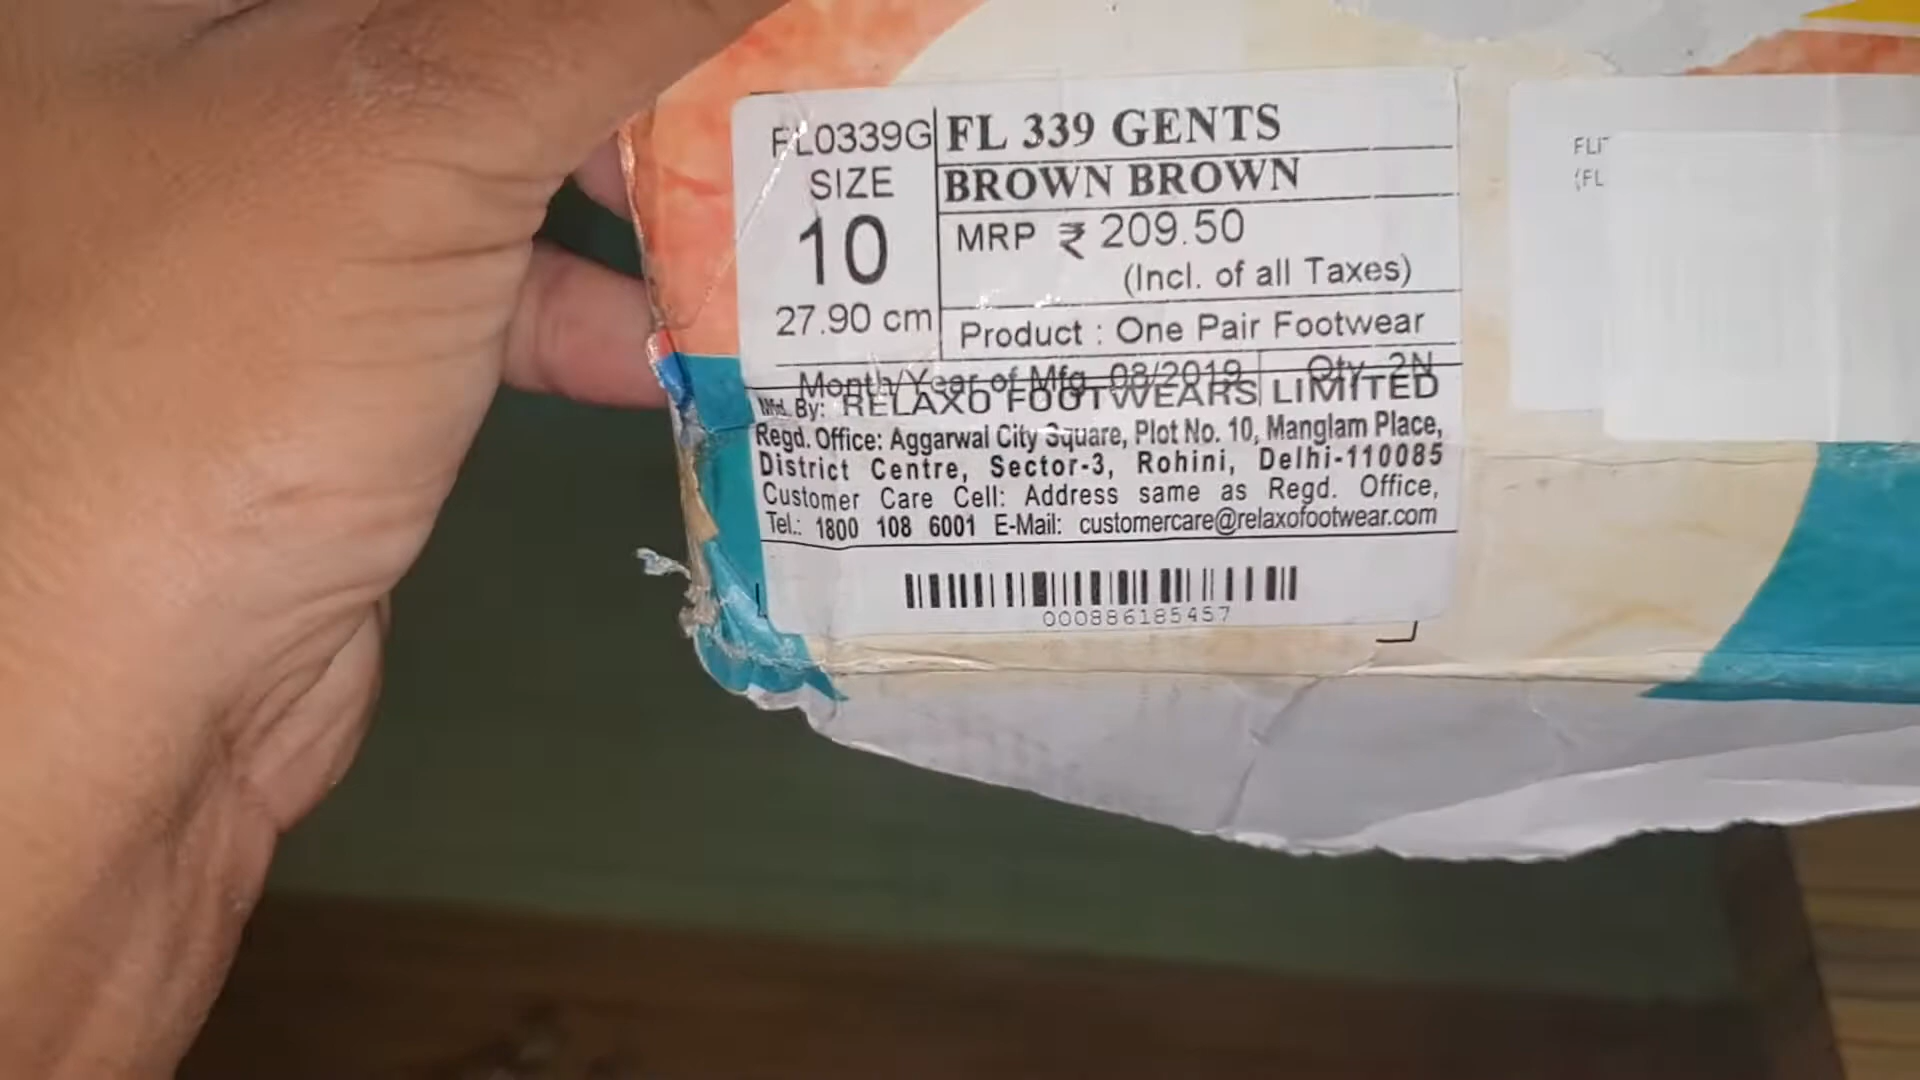 FL0339G
SIZE
10
27.90 cm
FL 339 GENTS
BROWN BROWN
MRP ₹ 209.50
(Incl. of all Taxes)
Product : One Pair Footwear
Month/Year of Mfg. 08/2019 Qty. 2N
Mfd. By: RELAXO FOOTWEARS LIMITED
Regd. Office: Aggarwal City Square, Plot No. 10, Manglam Place,
District Centre, Sector-3, Rohini, Delhi-110085
Customer Care Cell: Address same as Regd. Office,
Tel.: 1800 108 6001 E-Mail: customercare@relaxofootwear.com
000886185457
(FL